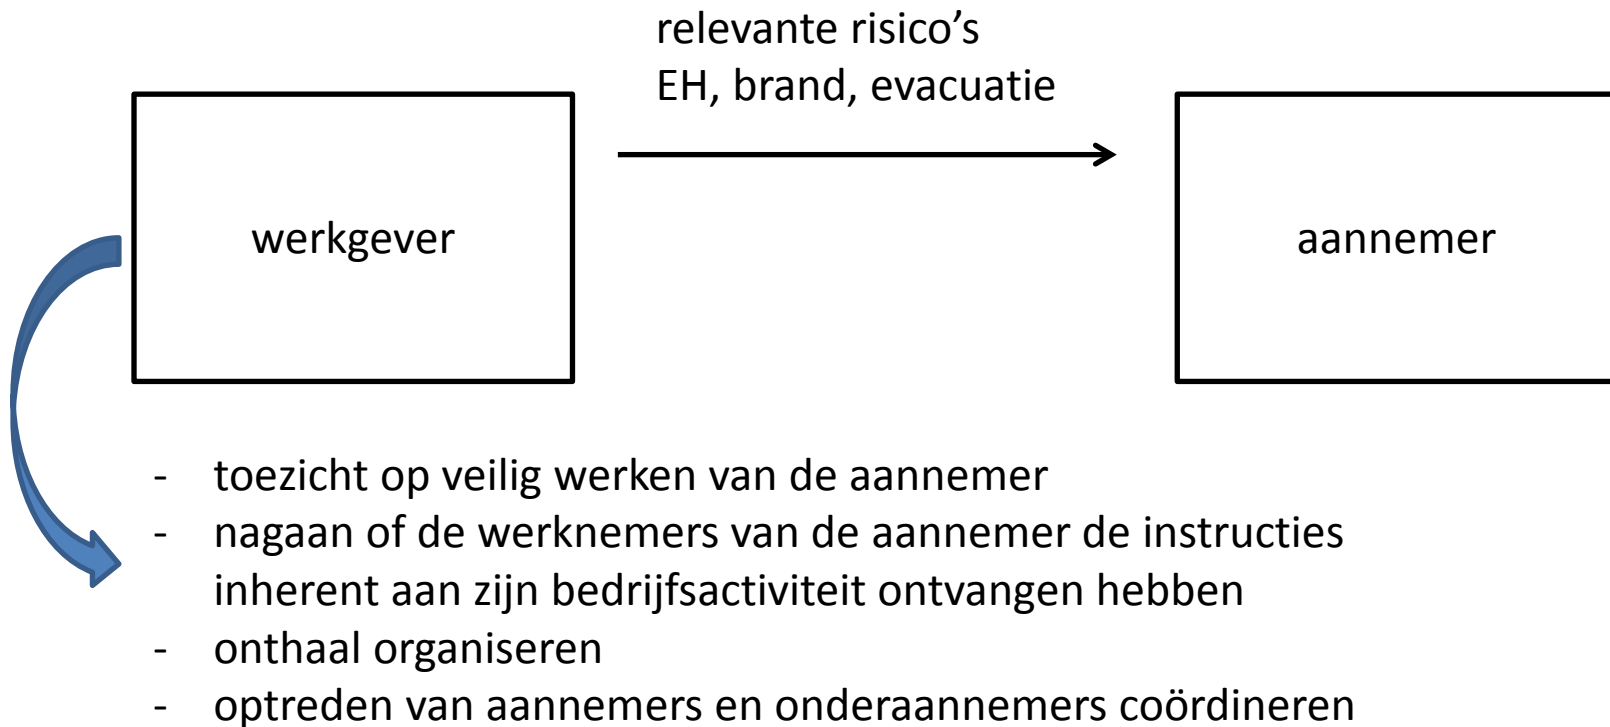 relevante risico’s
EH, brand, evacuatie
werkgever
aannemer
- toezicht op veilig werken van de aannemer
- nagaan of de werknemers van de aannemer de instructies
inherent aan zijn bedrijfsactiviteit ontvangen hebben
- onthaal organiseren
- optreden van aannemers en onderaannemers coördineren